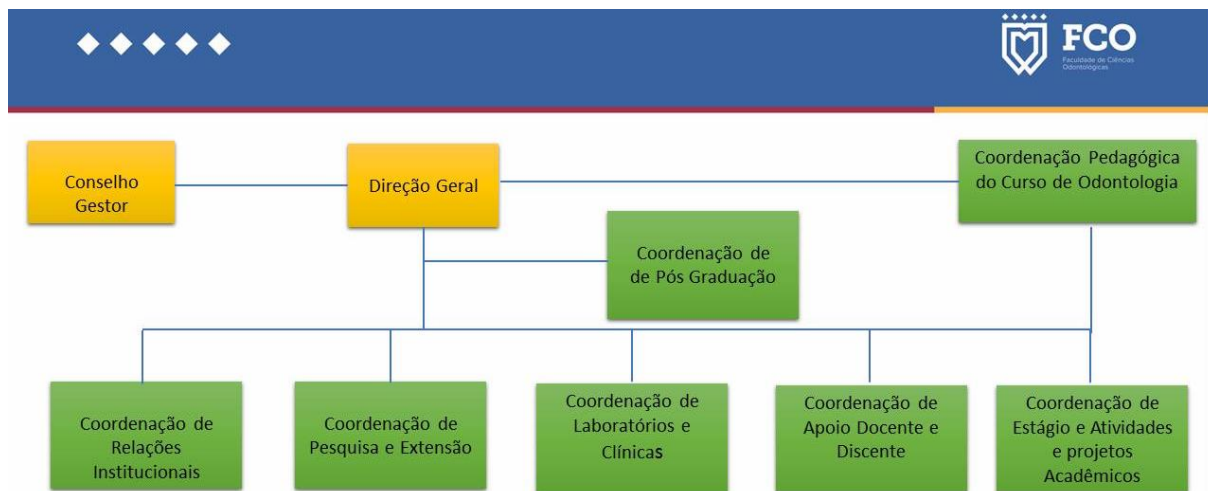 FCO
Faculdade de Ciências
Odontológicas
Conselho
Gestor
Direção Geral
Coordenação Pedagógica
do Curso de Odontologia
Coordenação de
de Pós Graduação
Coordenação de
Relações
Institucionais
Coordenação de
Pesquisa e Extensão
Coordenação de
Laboratórios e
Clínicas
Coordenação de
Apoio Docente e
Discente
Coordenação de
Estágio e Atividades
e projetos
Acadêmicos